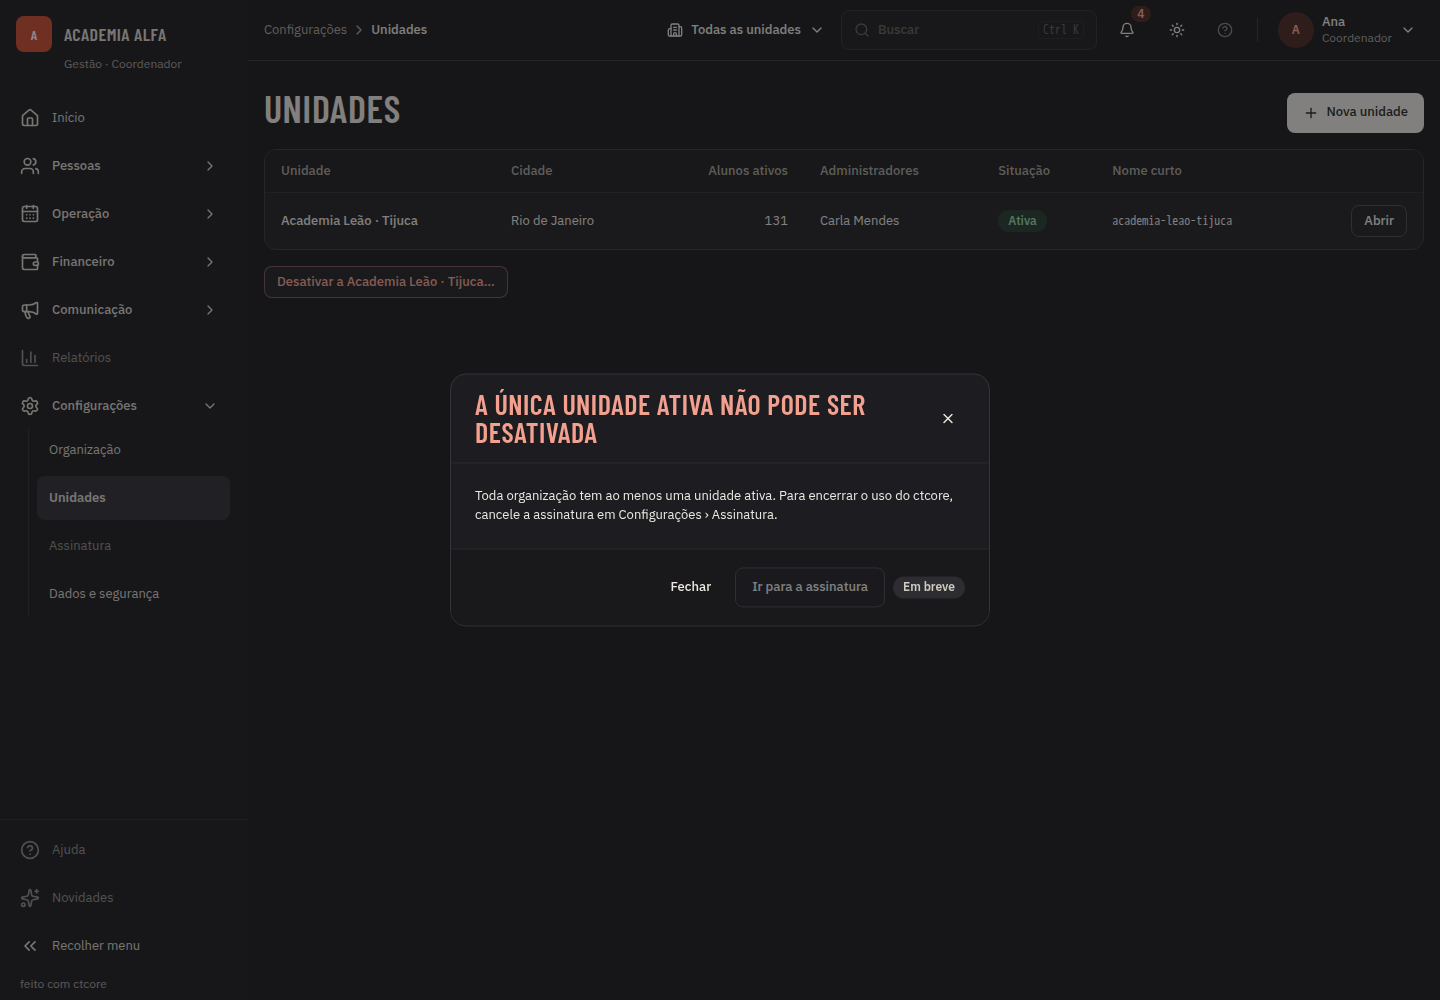 A
ACADEMIA ALFA
Gestão · Coordenador
Início
Pessoas
Operação
Financeiro
Comunicação
Relatórios
Configurações
Organização
Unidades
Assinatura
Dados e segurança
Ajuda
Novidades
Recolher menu
feito com ctcore
Configurações > Unidades
Todas as unidades
Buscar
Ctrl K
4
A
Ana
Coordenador
UNIDADES
Nova unidade
Unidade Cidade Alunos ativos Administradores Situação Nome curto
Academia Leão · Tijuca Rio de Janeiro 131 Carla Mendes Ativa academia-leao-tijuca Abrir
Desativar a Academia Leão · Tijuca...
A ÚNICA UNIDADE ATIVA NÃO PODE SER
DESATIVADA
Toda organização tem ao menos uma unidade ativa. Para encerrar o uso do ctcore,
cancele a assinatura em Configurações › Assinatura.
Fechar
Ir para a assinatura
Em breve